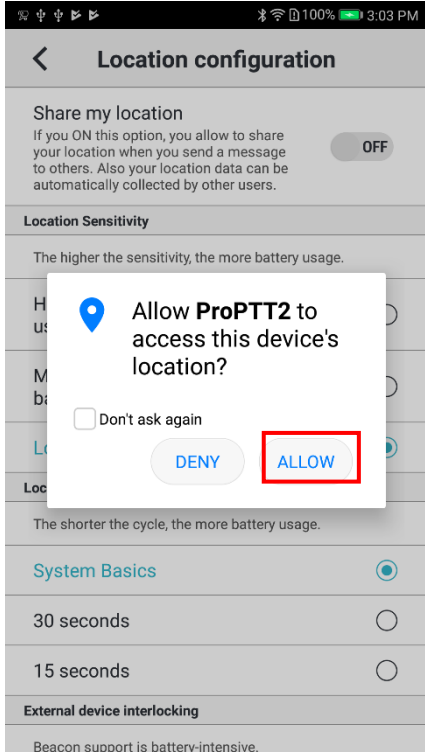 100% 3:03 PM
Location configuration
Share my location
If you ON this option, you allow to share
your location when you send a message
to others. Also your location data can be
automatically collected by other users.
OFF
Location Sensitivity
The higher the sensitivity, the more battery usage.
Allow ProPTT2 to
access this device's
location?
Don't ask again
DENY
ALLOW
The shorter the cycle, the more battery usage.
System Basics
30 seconds
15 seconds
External device interlocking
Beacon support is battery-intensive.